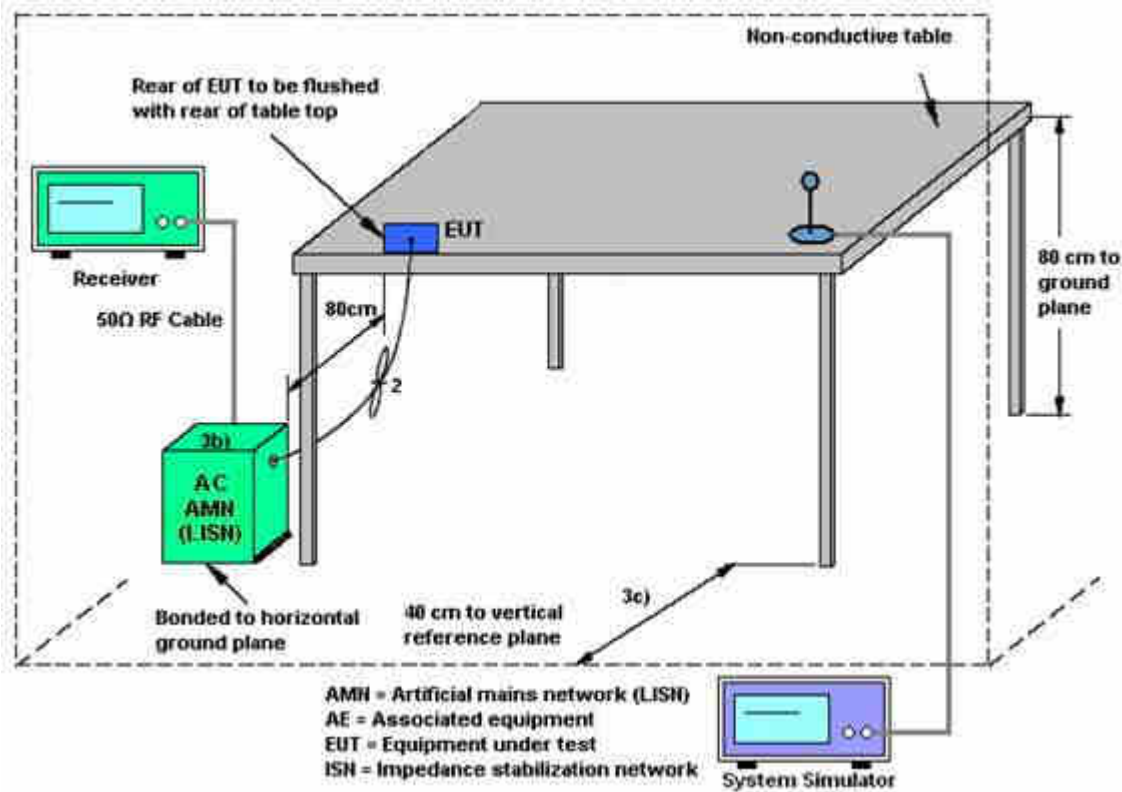 Non-conductive table
Rear of EUT to be flushed
with rear of table top
EUT
Receiver
80cm
80 cm to
ground
plane
50Ω RF Cable
2
3b)
AC
AMN
(LISN)
3c)
Bonded to horizontal
ground plane
40 cm to vertical
reference plane
AMN = Artificial mains network (LISN)
AE = Associated equipment
EUT = Equipment under test
ISN = Impedance stabilization network
System Simulator